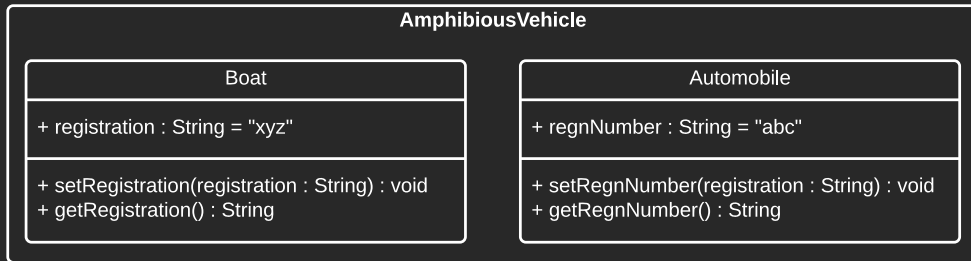 AmphibiousVehicle
Boat
+ registration : String = "xyz"
+ setRegistration(registration : String) : void
+ getRegistration() : String
Automobile
+ regnNumber : String = "abc"
+ setRegnNumber(registration : String) : void
+ getRegnNumber() : String